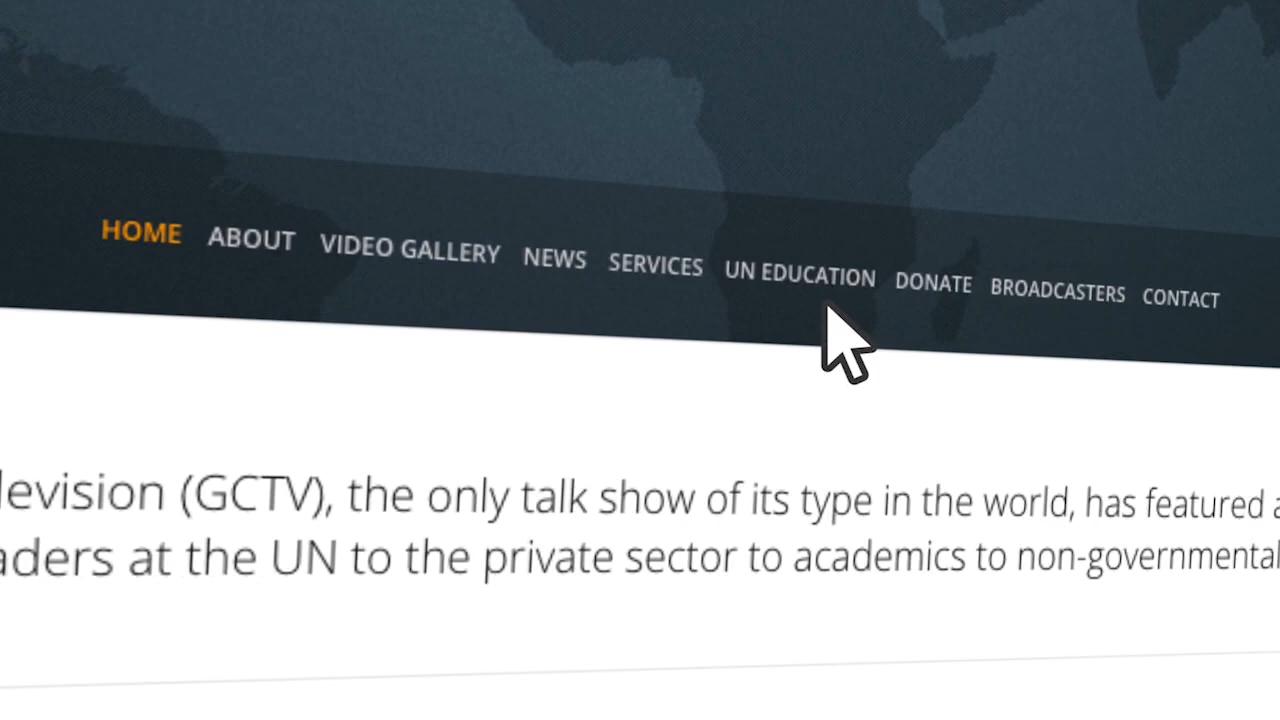 HOME ABOUT VIDEO GALLERY NEWS SERVICES UN EDUCATION DONATE BROADCASTERS CONTACT
levision (GCTV), the only talk show of its type in the world, has featured a
aders at the UN to the private sector to academics to non-governmental